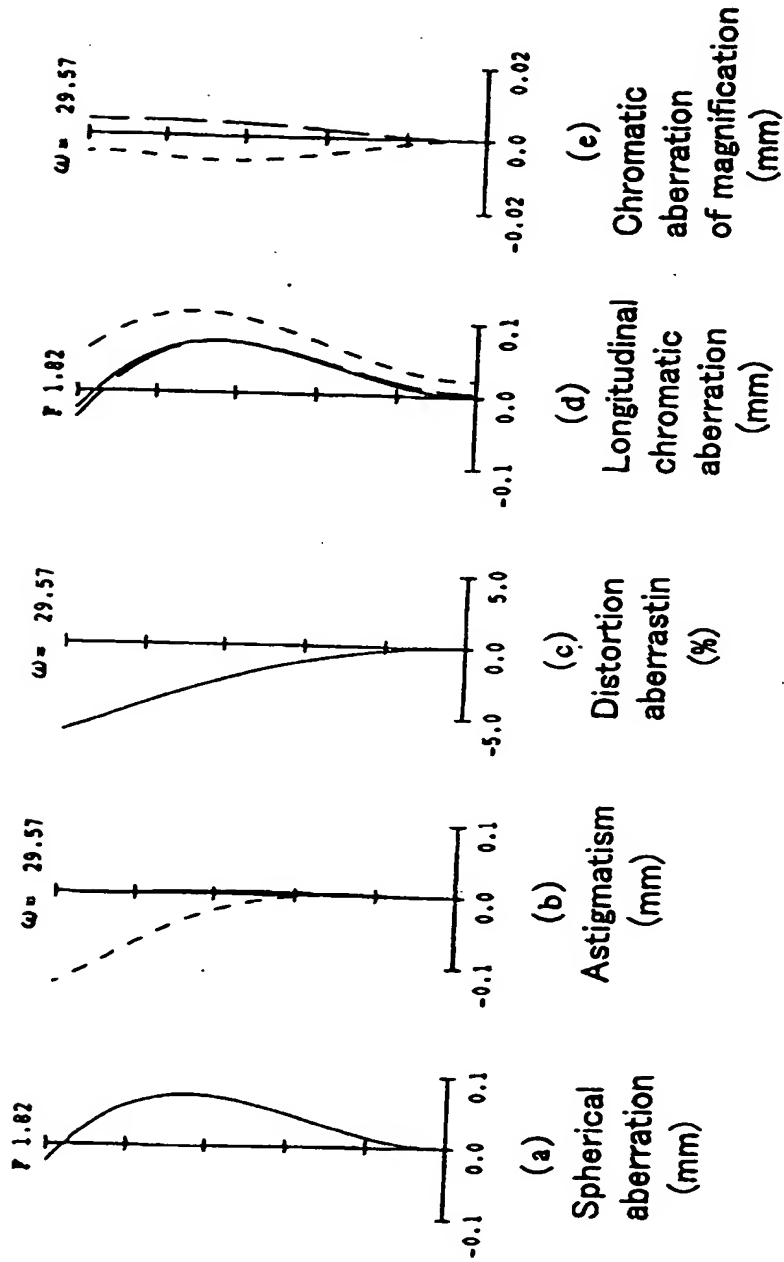 F 1.82
-0.1 0.0 0.1
(a)
Spherical
aberration
(mm)
ω= 29.57
-0.1 0.0 0.1
(b)
Astigmatism
(mm)
ω= 29.57
-5.0 0.0 5.0
(c)
Distortion
aberrastin
(%)
F 1.82
-0.1 0.0 0.1
(d)
Longitudinal
chromatic
aberration
(mm)
ω= 29.57
-0.02 0.0 0.02
(e)
Chromatic
aberration
of magnification
(mm)